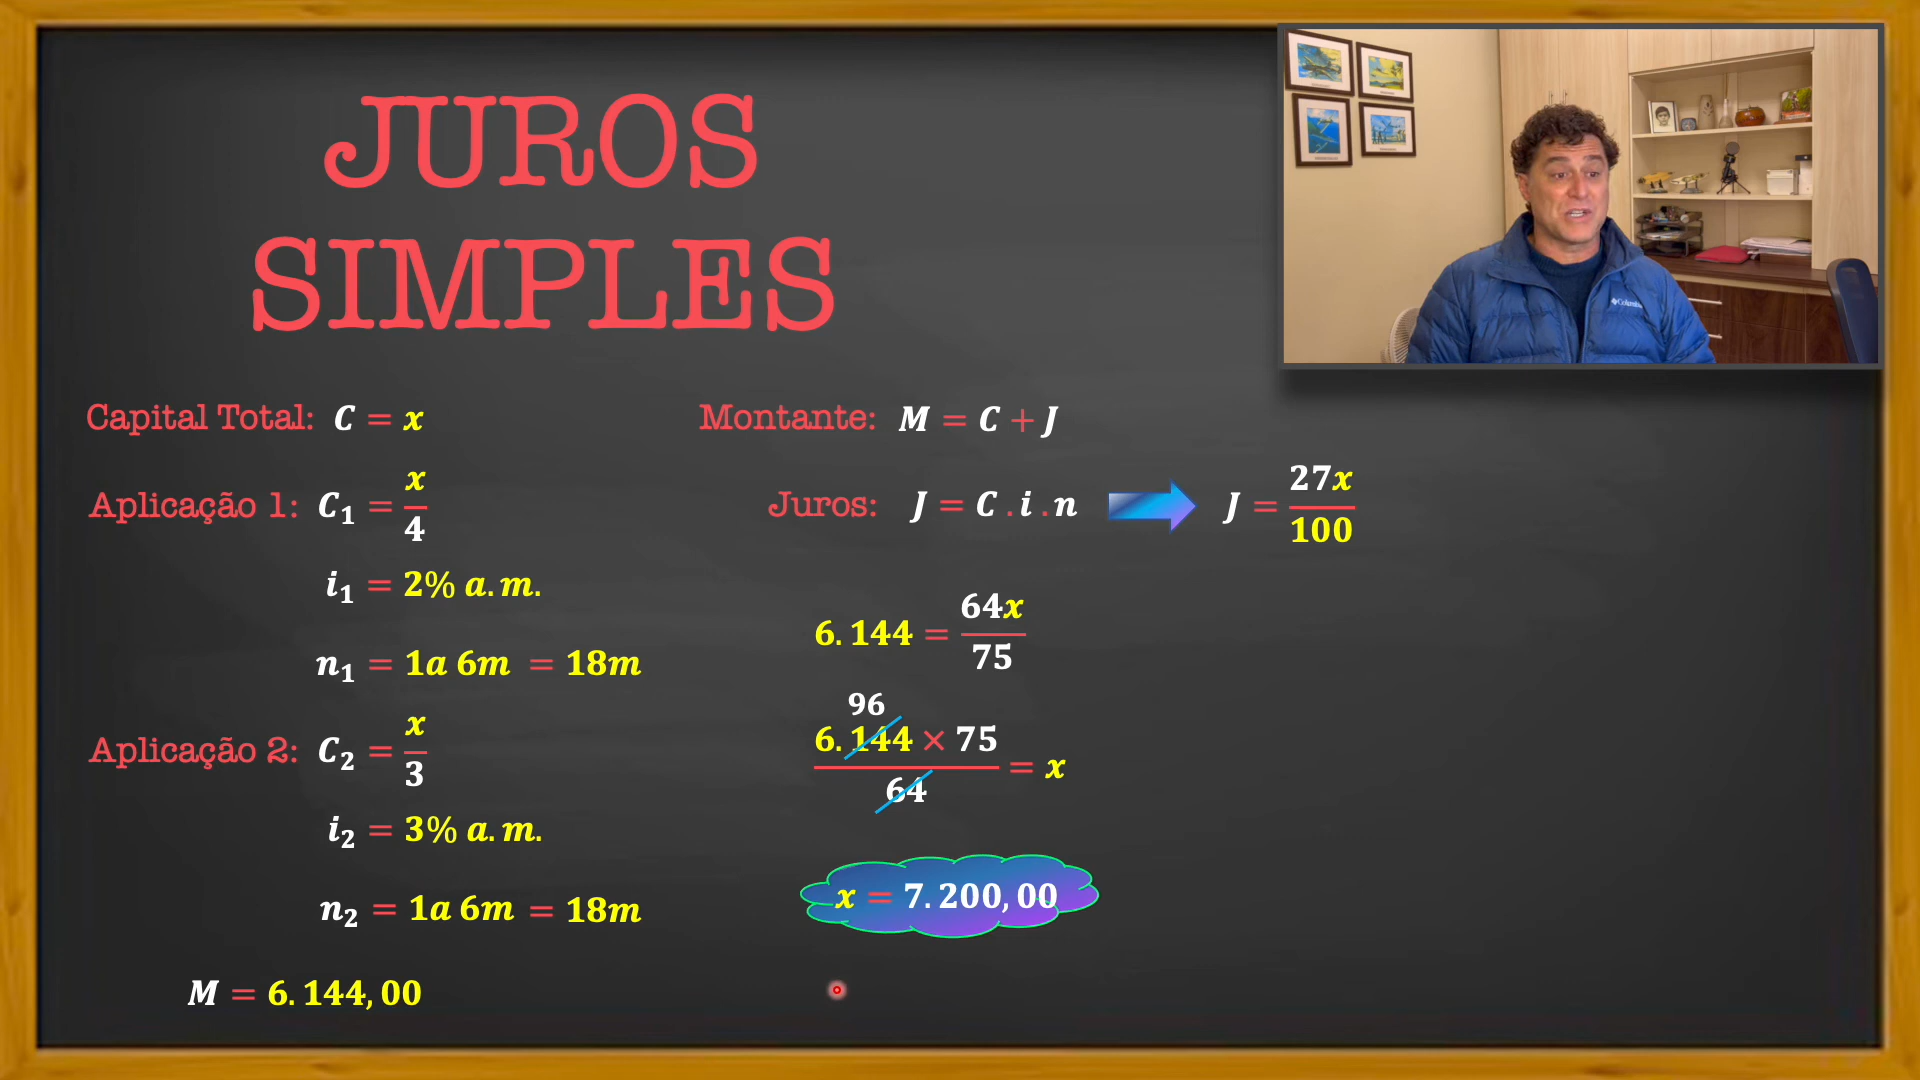 JUROS
SIMPLES
Capital Total: C = x
Aplicação 1: C₁ = x/4
i₁ = 2% a.m.
n₁ = 1a 6m = 18m
Aplicação 2: C₂ = x/3
i₂ = 3% a.m.
n₂ = 1a 6m = 18m
M = 6.144,00
Montante: M = C + J
Juros: J = C . i . n J = 27x/100
6.144 = 64x/75
96
6.144 × 75/64 = x
x = 7.200,00
Columbia